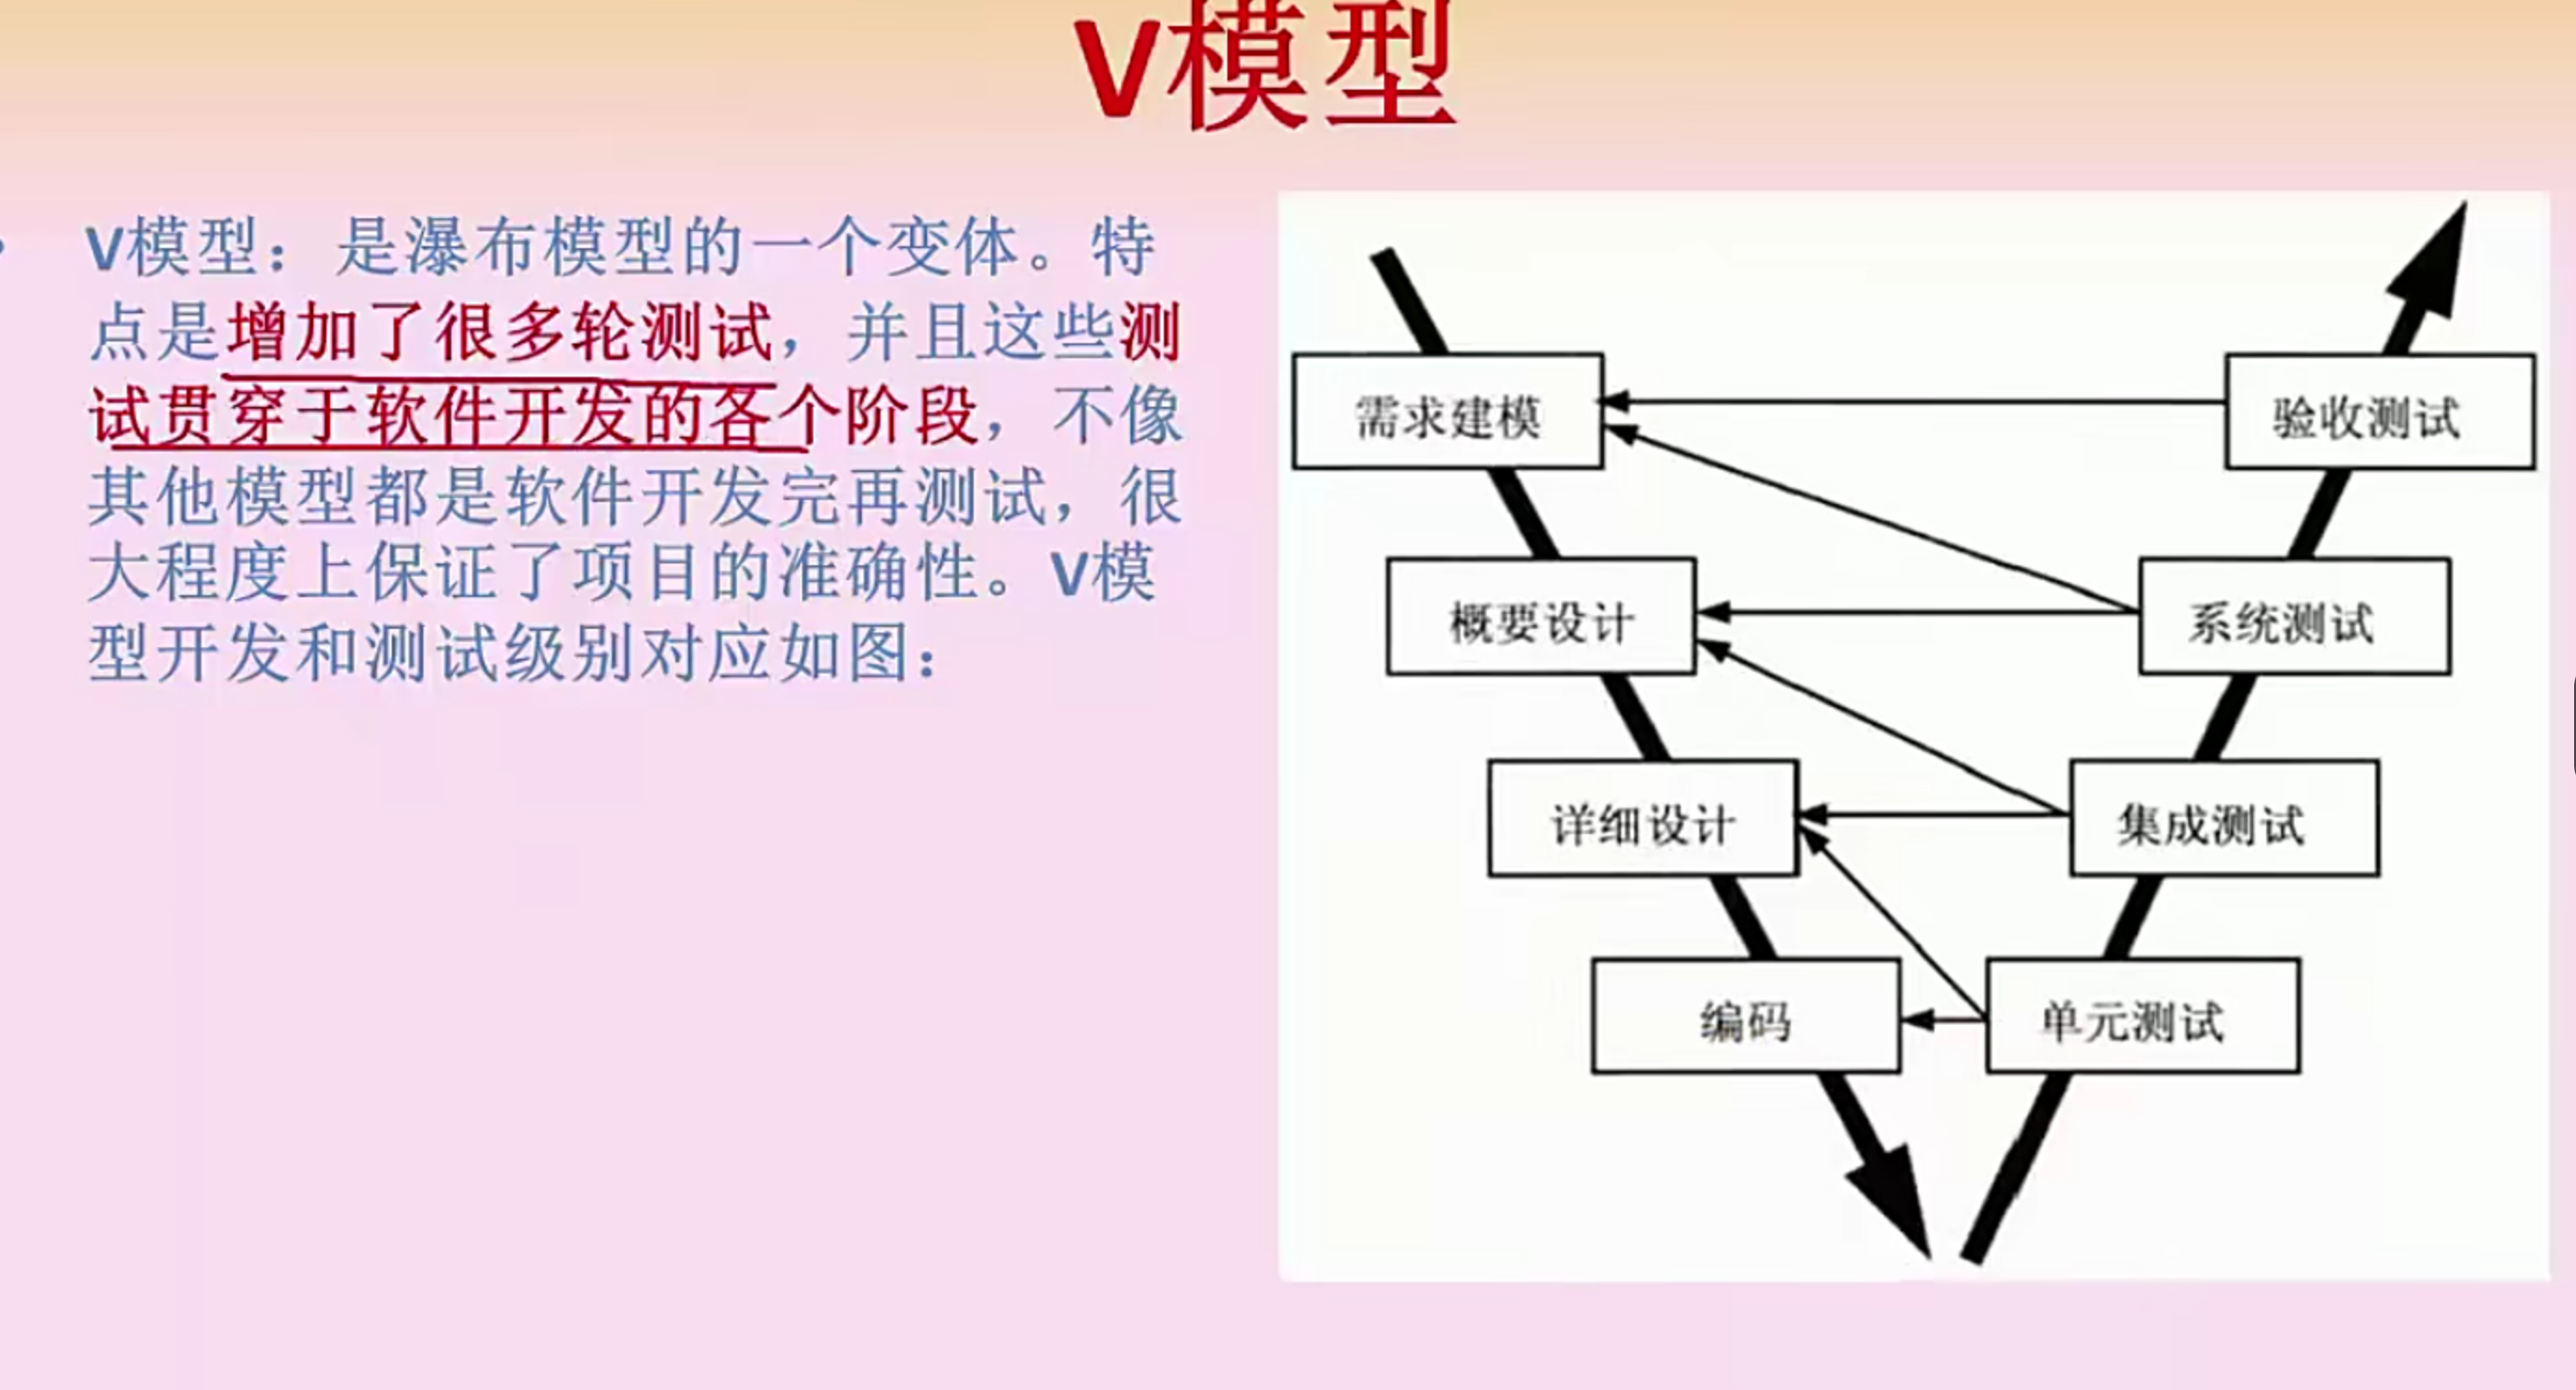 V模型
V模型：是瀑布模型的一个变体。特
点是增加了很多轮测试，并且这些测
试贯穿于软件开发的各个阶段，不像
其他模型都是软件开发完再测试，很
大程度上保证了项目的准确性。V模
型开发和测试级别对应如图：
需求建模
验收测试
概要设计
系统测试
详细设计
集成测试
编码
单元测试